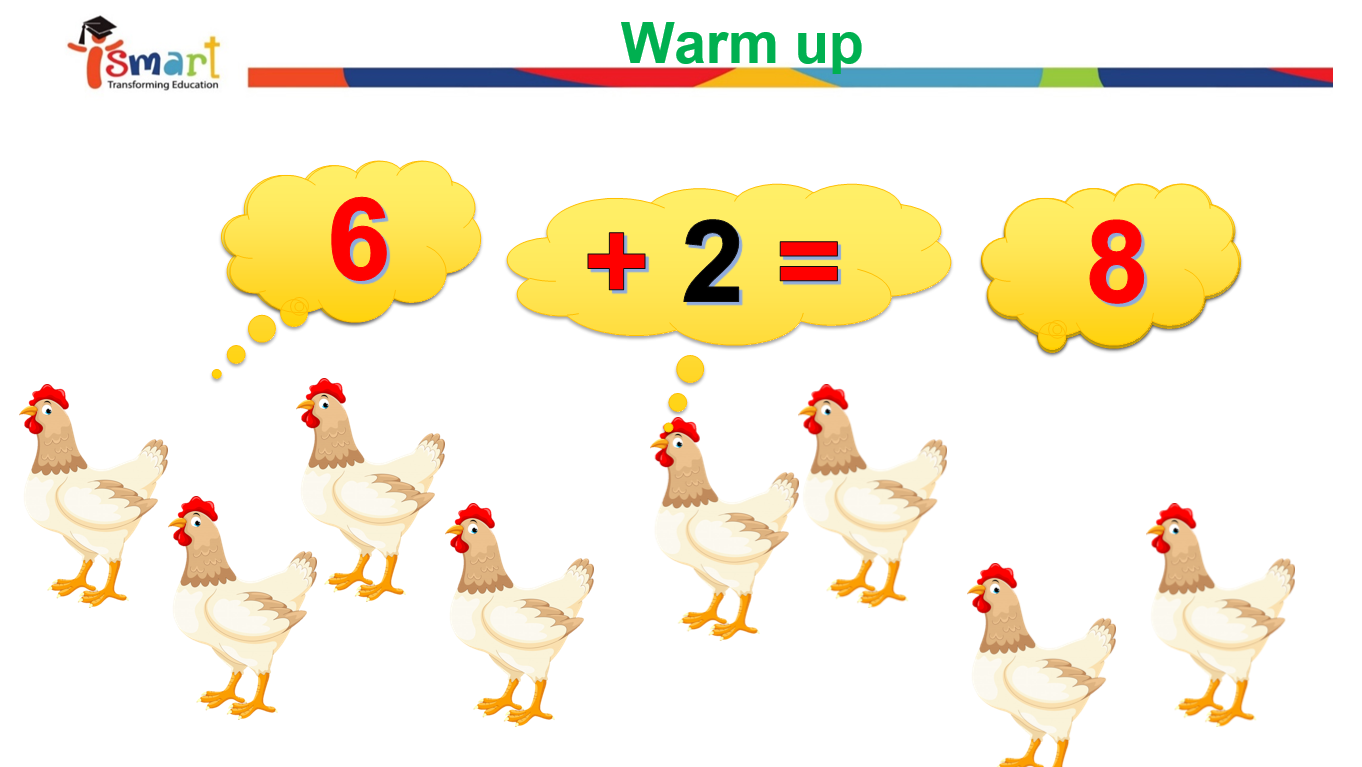 ismart
Transforming Education
Warm up
6 + 2 = 8